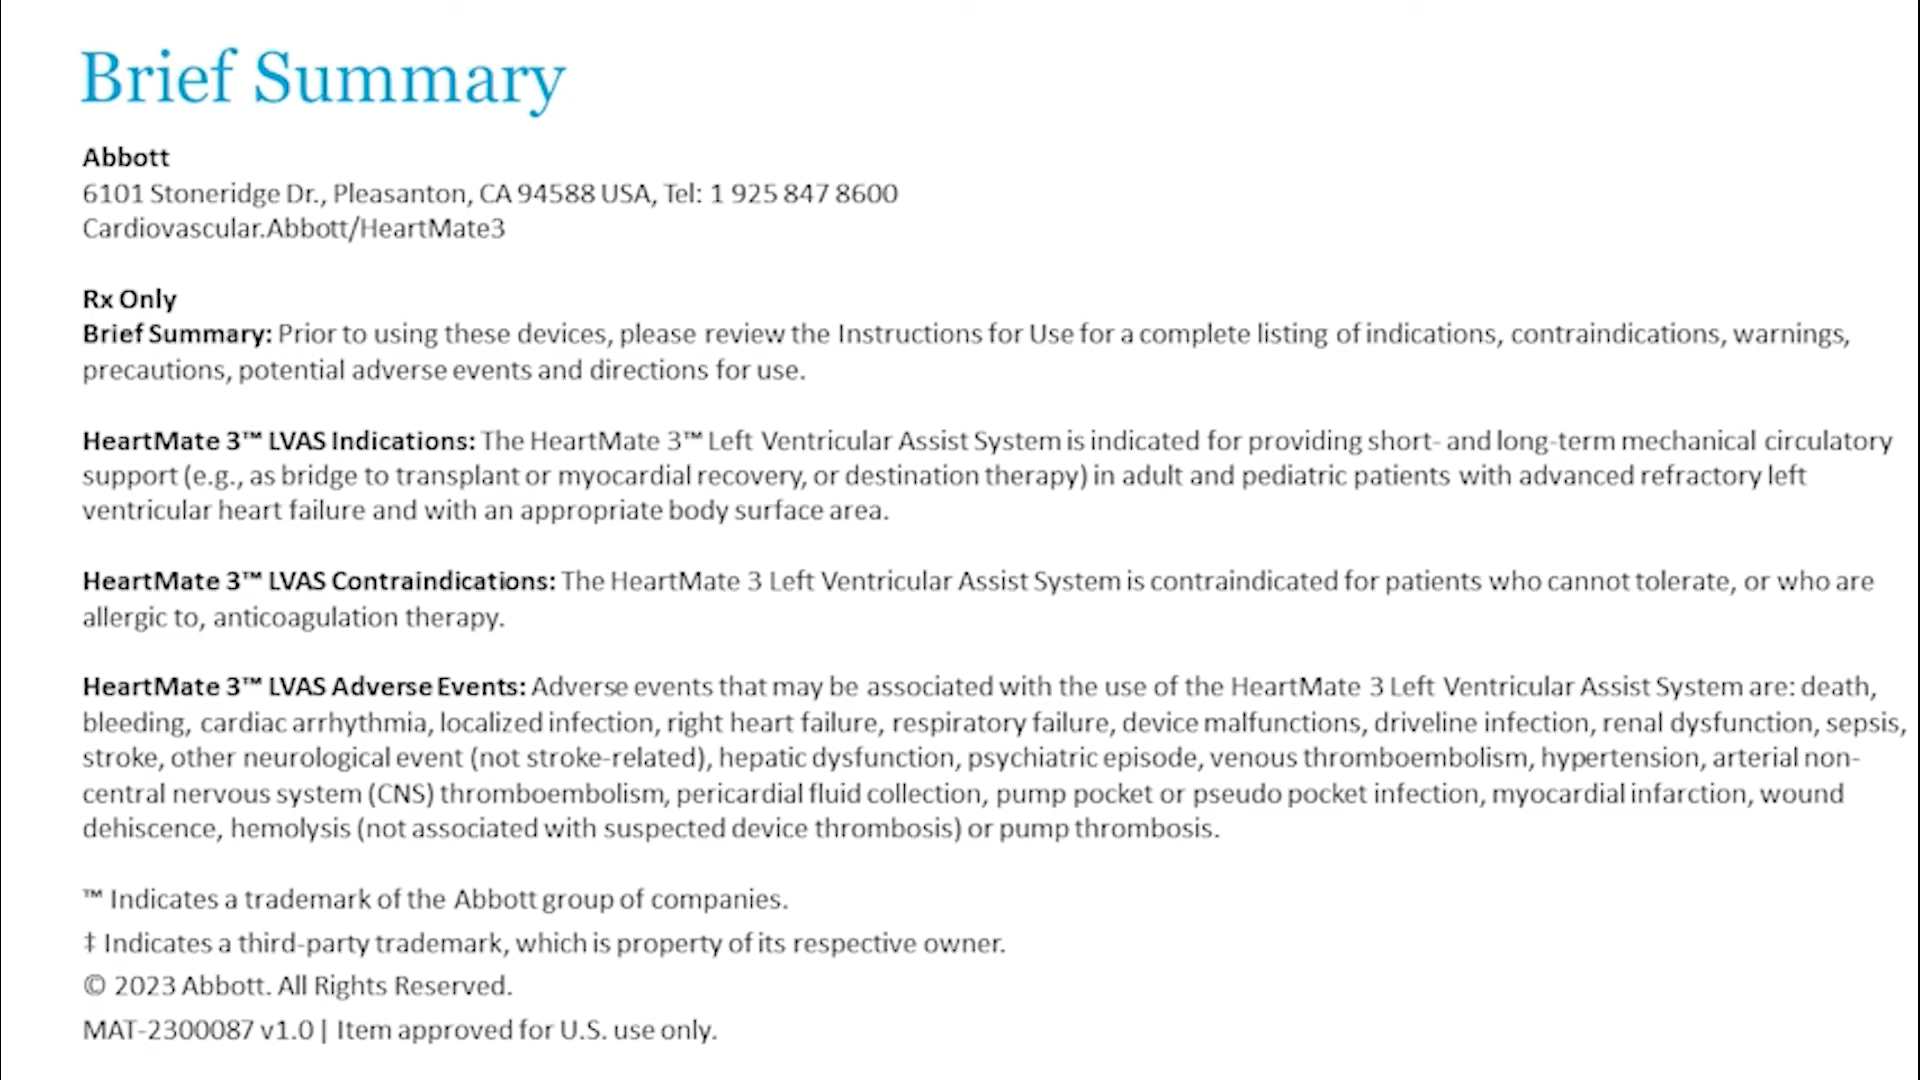 Brief Summary
Abbott
6101 Stoneridge Dr., Pleasanton, CA 94588 USA, Tel: 1 925 847 8600
Cardiovascular.Abbott/HeartMate3
Rx Only
Brief Summary: Prior to using these devices, please review the Instructions for Use for a complete listing of indications, contraindications, warnings,
precautions, potential adverse events and directions for use.
HeartMate 3™ LVAS Indications: The HeartMate 3™ Left Ventricular Assist System is indicated for providing short- and long-term mechanical circulatory
support (e.g., as bridge to transplant or myocardial recovery, or destination therapy) in adult and pediatric patients with advanced refractory left
ventricular heart failure and with an appropriate body surface area.
HeartMate 3™ LVAS Contraindications: The HeartMate 3 Left Ventricular Assist System is contraindicated for patients who cannot tolerate, or who are
allergic to, anticoagulation therapy.
HeartMate 3™ LVAS Adverse Events: Adverse events that may be associated with the use of the HeartMate 3 Left Ventricular Assist System are: death,
bleeding, cardiac arrhythmia, localized infection, right heart failure, respiratory failure, device malfunctions, driveline infection, renal dysfunction, sepsis,
stroke, other neurological event (not stroke-related), hepatic dysfunction, psychiatric episode, venous thromboembolism, hypertension, arterial non-
central nervous system (CNS) thromboembolism, pericardial fluid collection, pump pocket or pseudo pocket infection, myocardial infarction, wound
dehiscence, hemolysis (not associated with suspected device thrombosis) or pump thrombosis.
™ Indicates a trademark of the Abbott group of companies.
‡ Indicates a third-party trademark, which is property of its respective owner.
© 2023 Abbott. All Rights Reserved.
MAT-2300087 v1.0 | Item approved for U.S. use only.